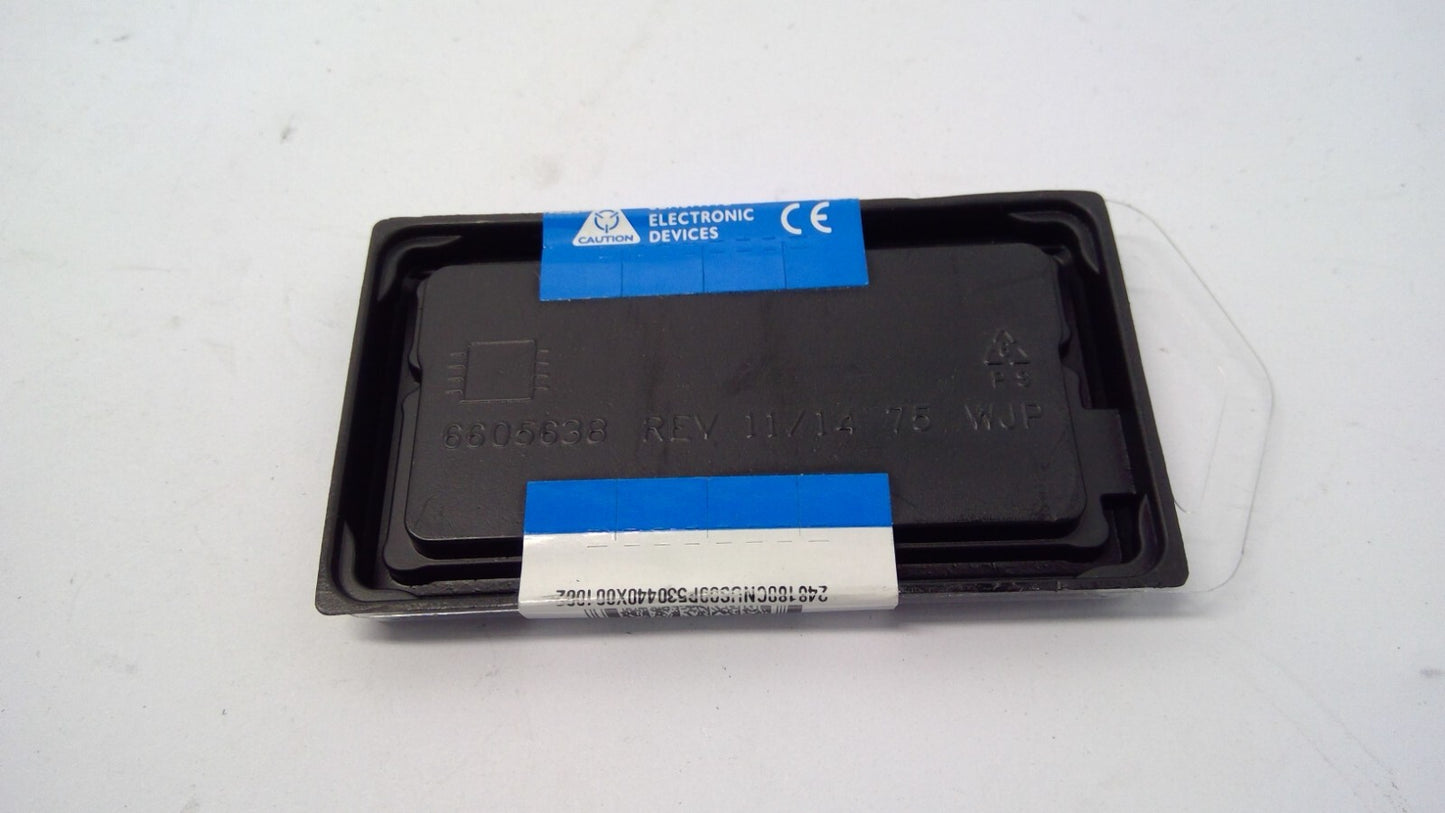 CAUTION
ELECTRONIC
DEVICES
CE
PS
6605638 REV 11/14 75 WJP